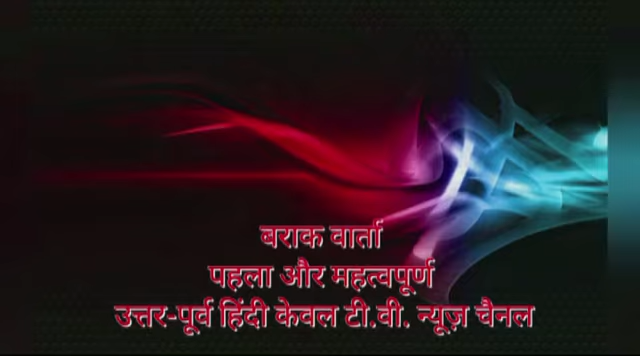 बराक वार्ता
पहला और महत्वपूर्ण
उत्तर-पूर्व हिंदी केवल टी.वी. न्यूज़ चैनल